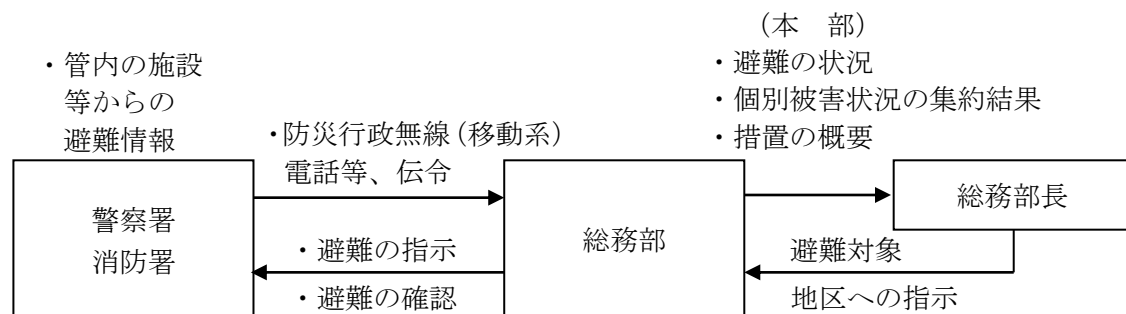 （本　部）
・管内の施設
等からの
避難情報
・避難の状況
・個別被害状況の集約結果
・措置の概要
・防災行政無線（移動系）
電話等、伝令
警察署
消防署
総務部
総務部長
・避難の指示
・避難の確認
避難対象
地区への指示